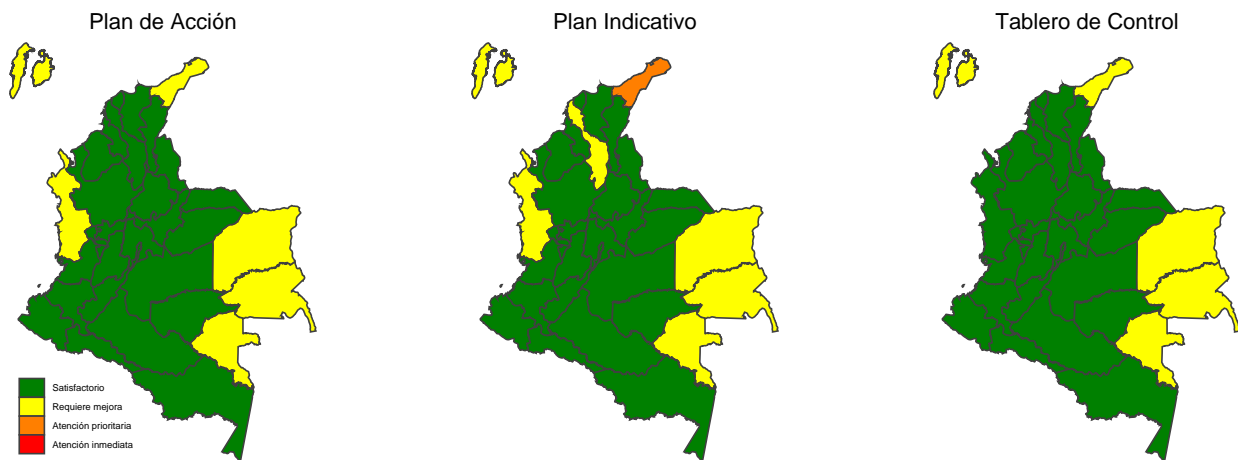 Plan de Acción
Plan Indicativo
Tablero de Control
Satisfactorio
Requiere mejora
Atención prioritaria
Atención inmediata